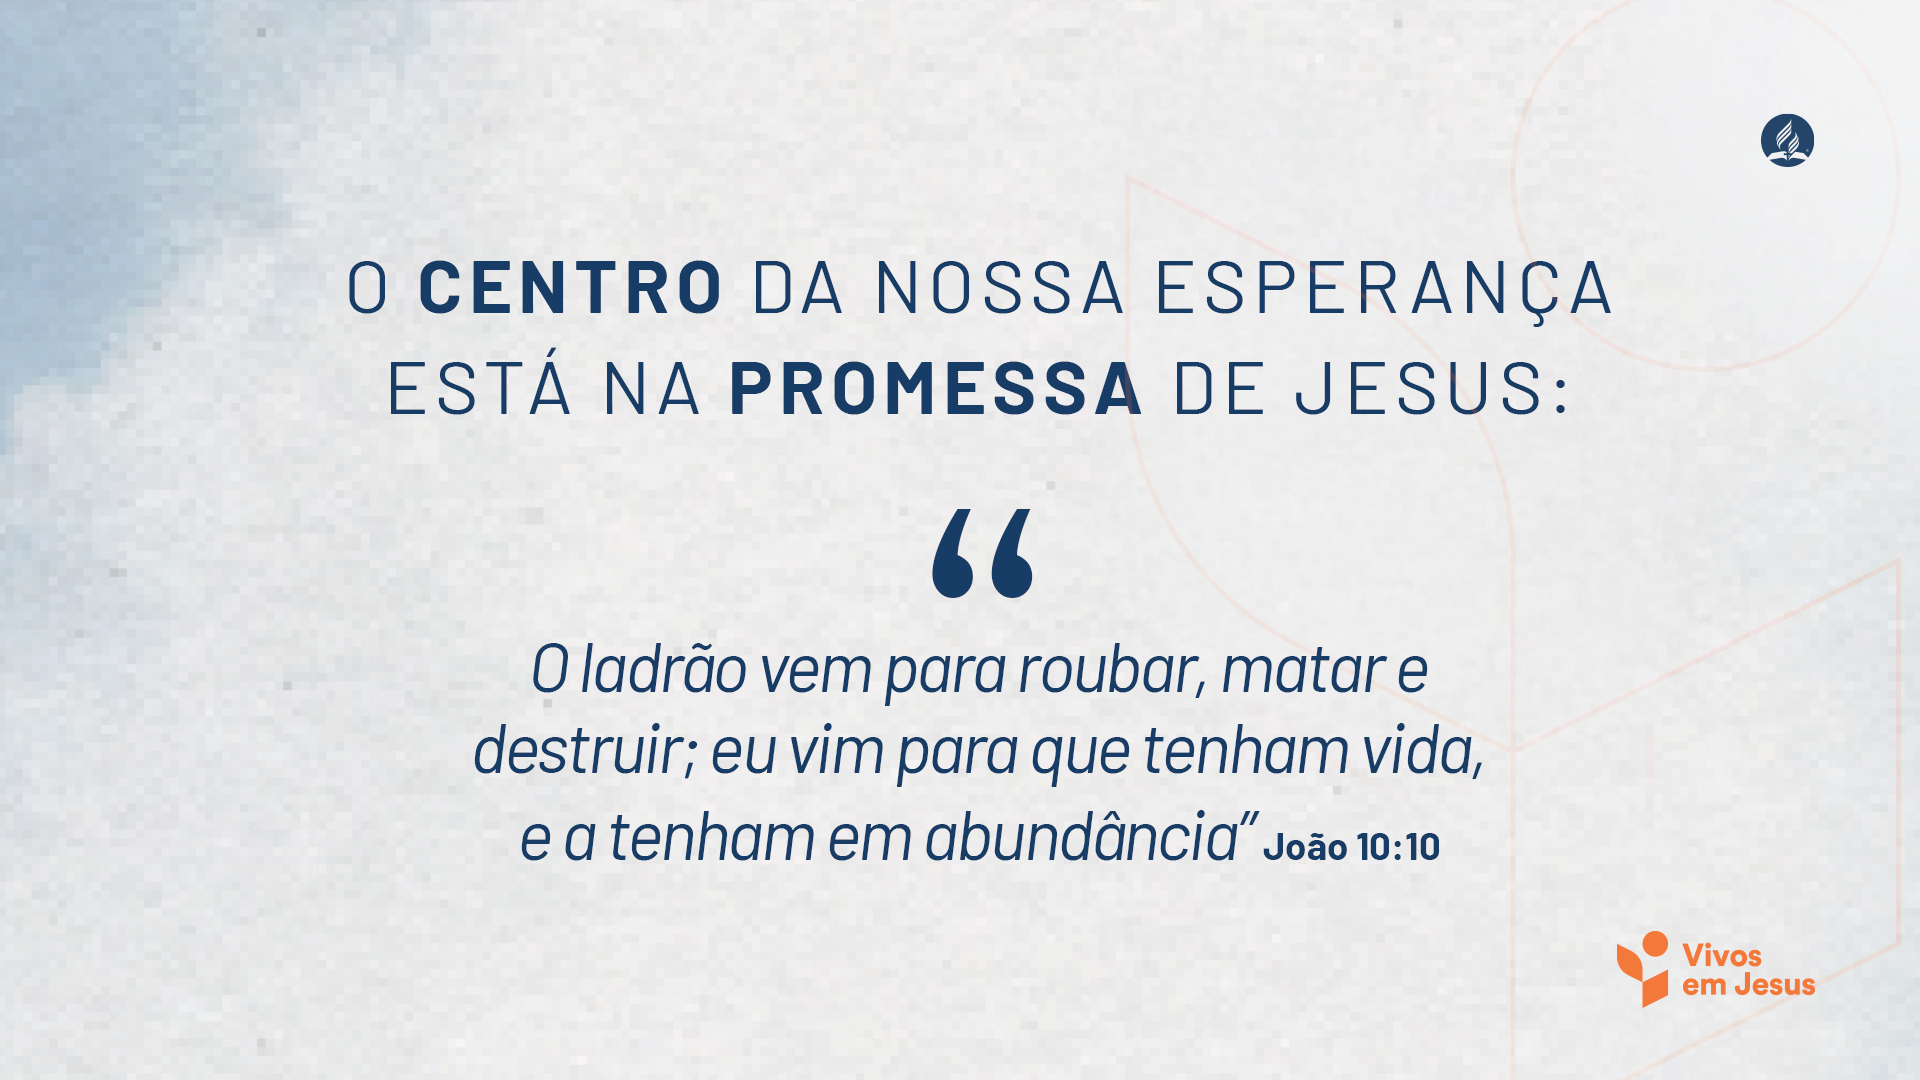 O CENTRO DA NOSSA ESPERANÇA
ESTÁ NA PROMESSA DE JESUS:
“
O ladrão vem para roubar, matar e
destruir; eu vim para que tenham vida,
e a tenham em abundância” João 10:10
Vivos
em Jesus